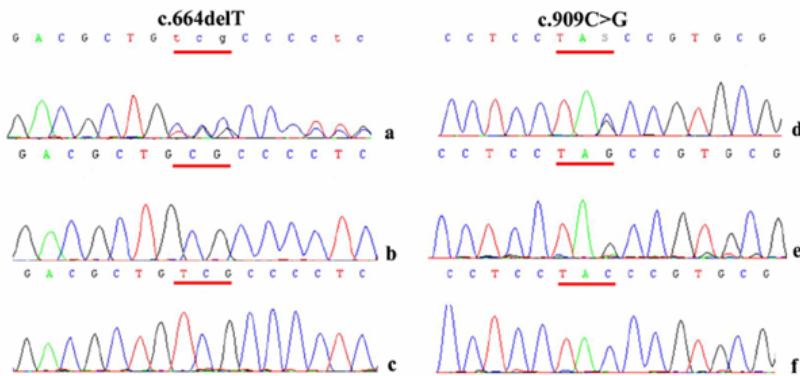 c.664delT
c.909C>G
G A C G C T G t c g C C C c t c
C C T C C T A S C C G T G C G
a
d
G A C G C T G C G C C C C T C
C C T C C T A G C C G T G C G
b
e
G A C G C T G T C G C C C C T C
C C T C C T A C C C G T G C G
c
f